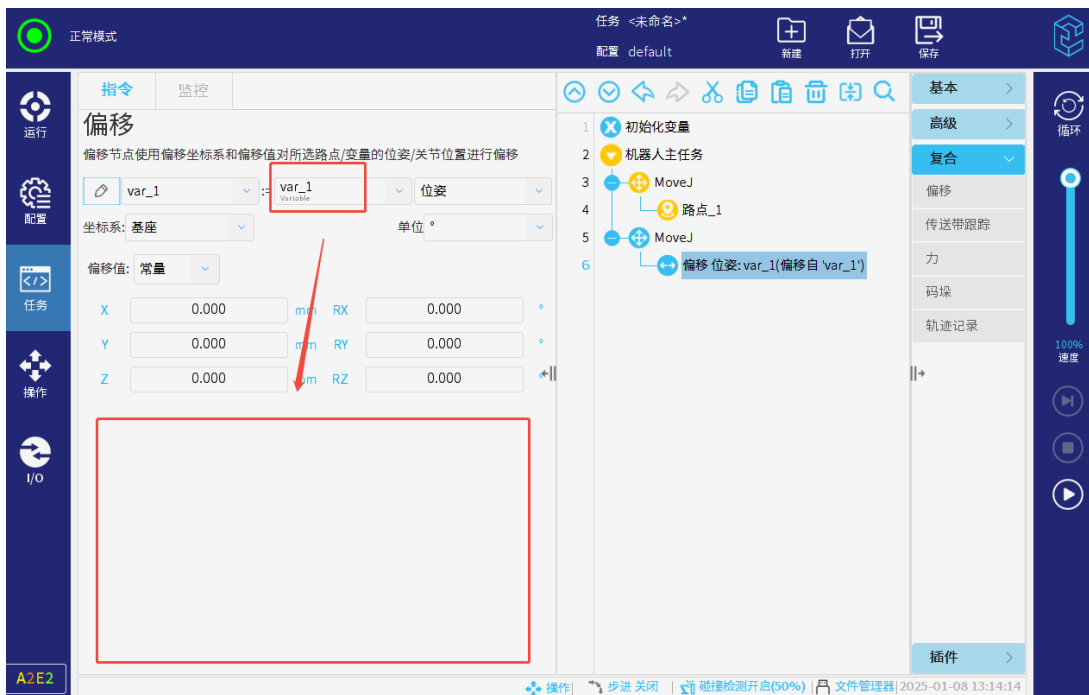 正常模式
任务 <未命名>*
配置 default
新建
打开
保存
运行
配置
任务
操作
I/O
A2E2
指令
监控
偏移
偏移节点使用偏移坐标系和偏移值对所选路点/变量的位姿/关节位置进行偏移
var_1 := var_1 位姿
Variable
坐标系: 基座 单位 °
偏移值: 常量
X 0.000 mm RX 0.000 °
Y 0.000 mm RY 0.000 °
Z 0.000 mm RZ 0.000 °
1 初始化变量
2 机器人主任务
3 MoveJ
4 路点_1
5 MoveJ
6 偏移 位姿: var_1(偏移自 'var_1')
基本
高级
复合
偏移
传送带跟踪
力
码垛
轨迹记录
插件
循环
100%
速度
操作 步进 关闭 碰撞检测开启(50%) 文件管理器 2025-01-08 13:14:14